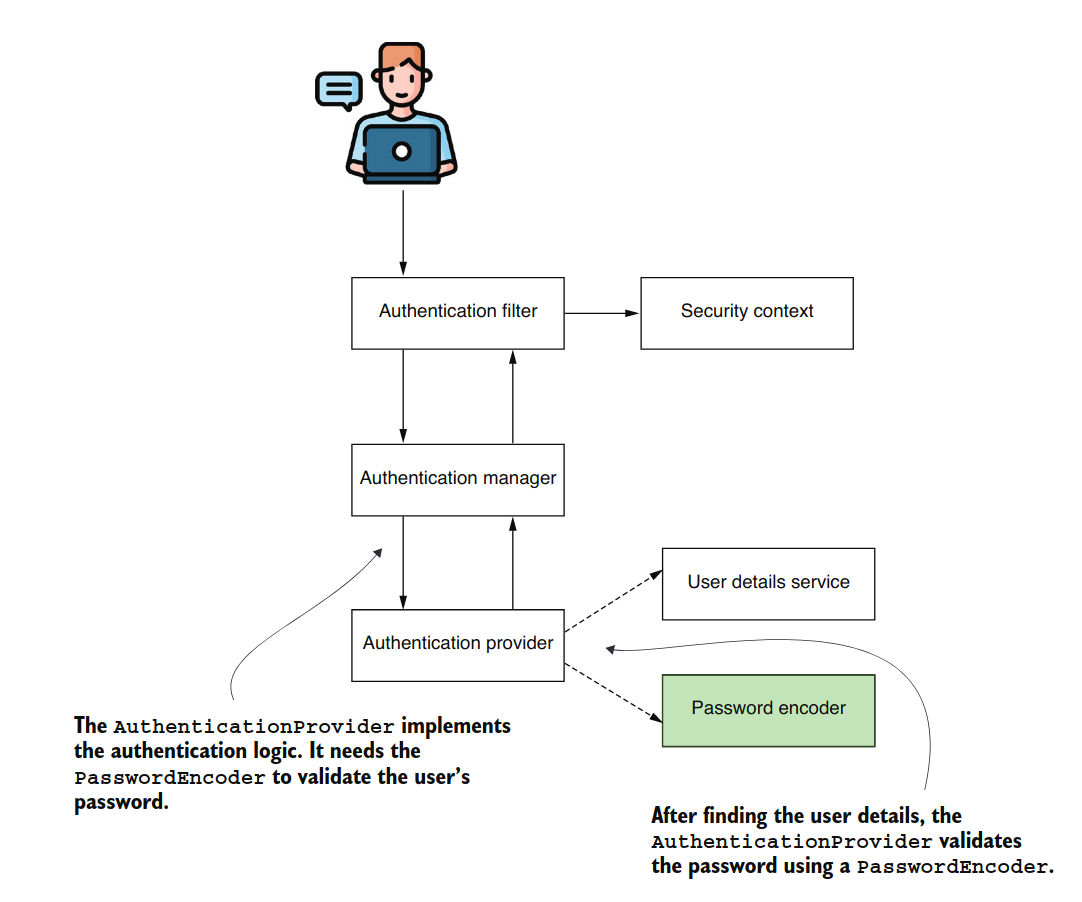 Authentication filter
Security context
Authentication manager
User details service
Authentication provider
Password encoder
The AuthenticationProvider implements
the authentication logic. It needs the
PasswordEncoder to validate the user’s
password.
After finding the user details, the
AuthenticationProvider validates
the password using a PasswordEncoder.